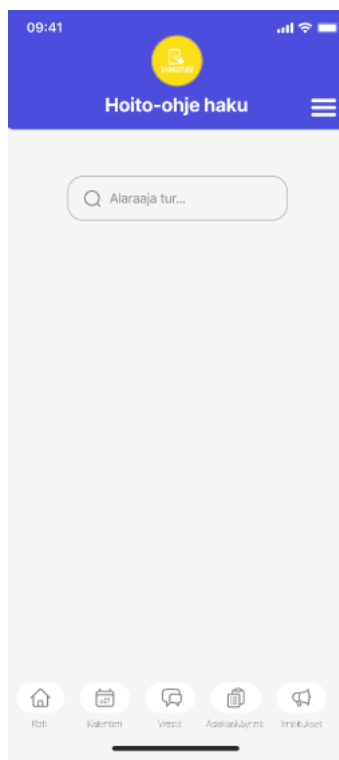 09:41
Hoito-ohje haku
Alaraaja tur...
Koti
Kalenteri
Viestit
Asiakaskäynnit
Ilmoitukset